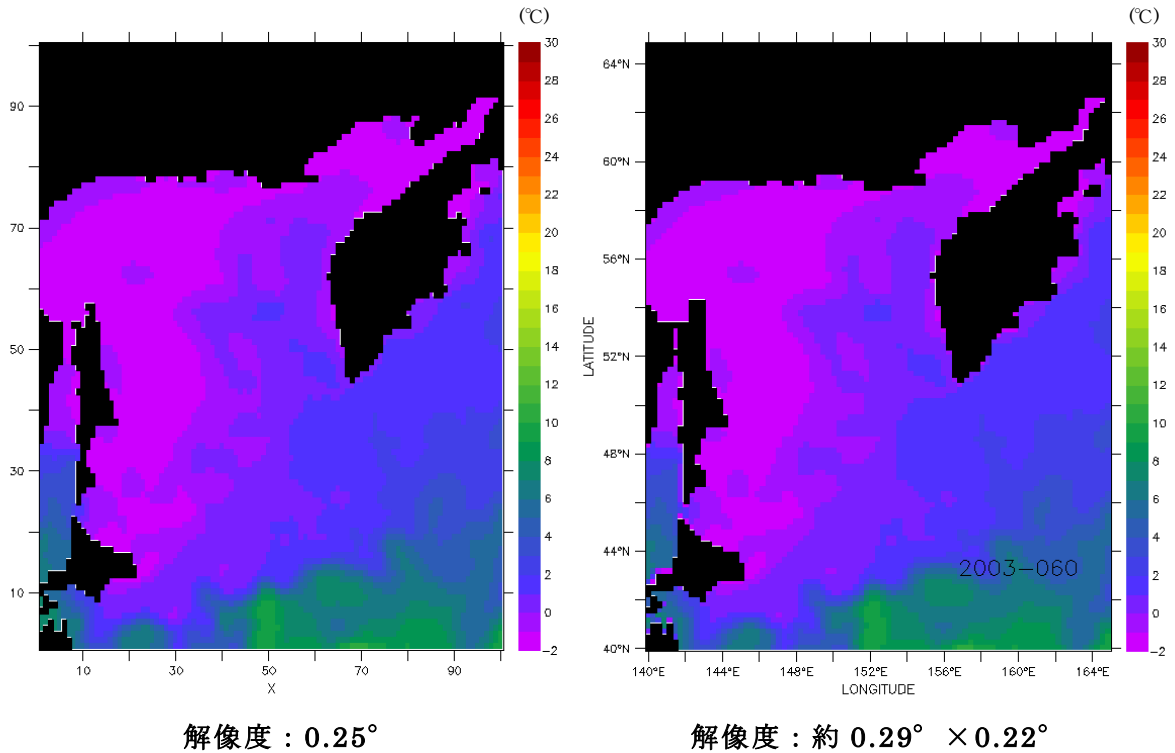 (℃)
30
28
26
24
22
20
18
16
14
12
10
8
6
4
2
0
−2
90
70
50
30
10
10
30
50
70
90
X
解像度：0.25°
(℃)
30
28
26
24
22
20
18
16
14
12
10
8
6
4
2
0
−2
64°N
60°N
56°N
52°N
48°N
44°N
40°N
LATITUDE
2003−060
140°E
144°E
148°E
152°E
156°E
160°E
164°E
LONGITUDE
解像度：約 0.29° ×0.22°